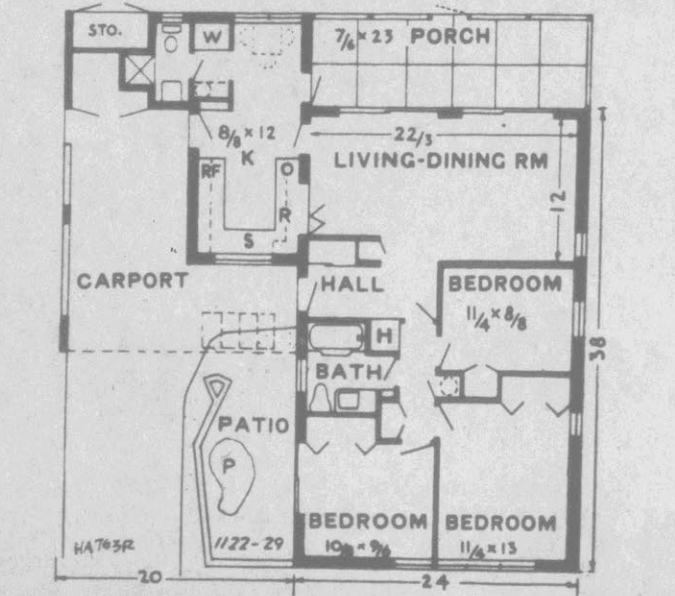 STO.
W
7/6 × 23 PORCH
8/8 × 12
K
22/3
LIVING-DINING RM
RF
O
R
12
S
CARPORT
HALL
BEDROOM
11/4 × 8/8
H
38
BATH
PATIO
P
BEDROOM
BEDROOM
11/4 × 13
HA763R
1122-29
20
24